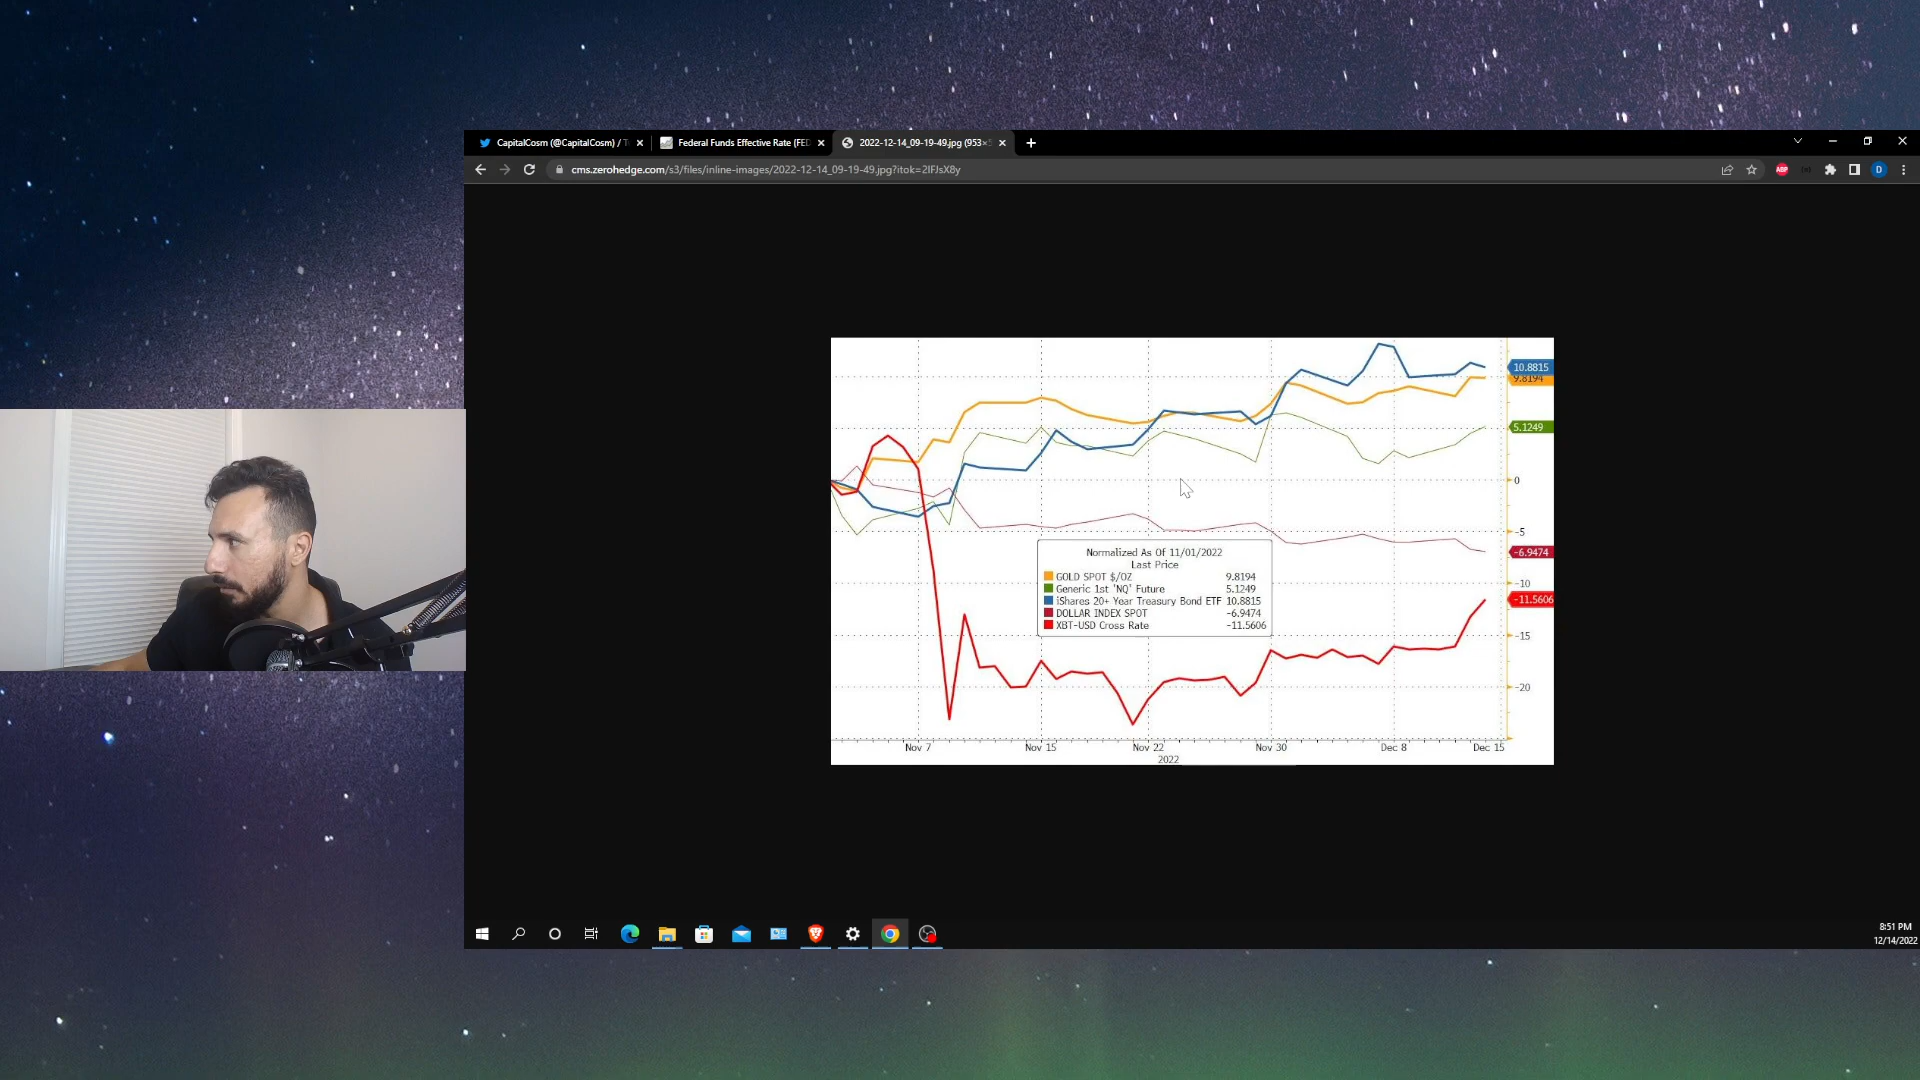 CapitalCosm (@CapitalCosm) / T
Federal Funds Effective Rate (FED
2022-12-14_09-19-49.jpg (953×5
cms.zerohedge.com/s3/files/inline-images/2022-12-14_09-19-49.jpg?itok=2IFJsX8y
ABP
D
10.8815
9.8194
5.1249
0
-5
-6.9474
-10
-11.5606
-15
-20
Normalized As Of 11/01/2022
Last Price
GOLD SPOT $/OZ 9.8194
Generic 1st 'NQ' Future 5.1249
iShares 20+ Year Treasury Bond ETF 10.8815
DOLLAR INDEX SPOT -6.9474
XBT-USD Cross Rate -11.5606
Nov 7 Nov 15 Nov 22 Nov 30 Dec 8 Dec 15
2022
8:51 PM
12/14/2022